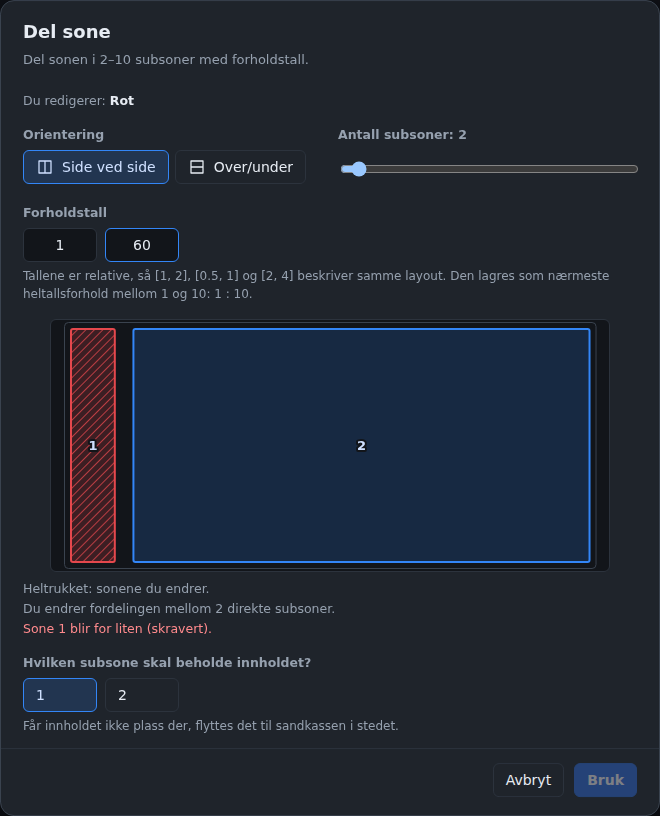 Del sone
Del sonen i 2–10 subsoner med forholdstall.
Du redigerer: Rot
Orientering
Antall subsoner: 2
Side ved side
Over/under
Forholdstall
1
60
Tallene er relative, så [1, 2], [0.5, 1] og [2, 4] beskriver samme layout. Den lagres som nærmeste
heltallsforhold mellom 1 og 10: 1 : 10.
1
2
Heltrukket: sonene du endrer.
Du endrer fordelingen mellom 2 direkte subsoner.
Sone 1 blir for liten (skravert).
Hvilken subsone skal beholde innholdet?
1
2
Får innholdet ikke plass der, flyttes det til sandkassen i stedet.
Avbryt
Bruk